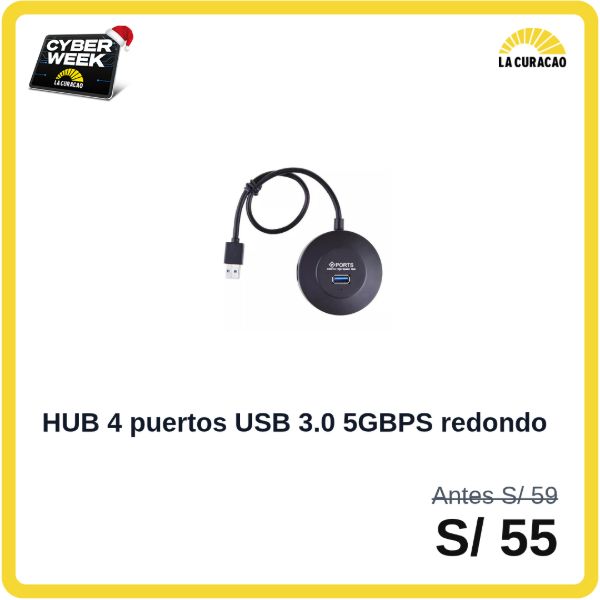 CYBER
WEEK
LA CURACAO
LA CURACAO
PORTS
HUB 4 puertos USB 3.0 5GBPS redondo
Antes S/ 59
S/ 55